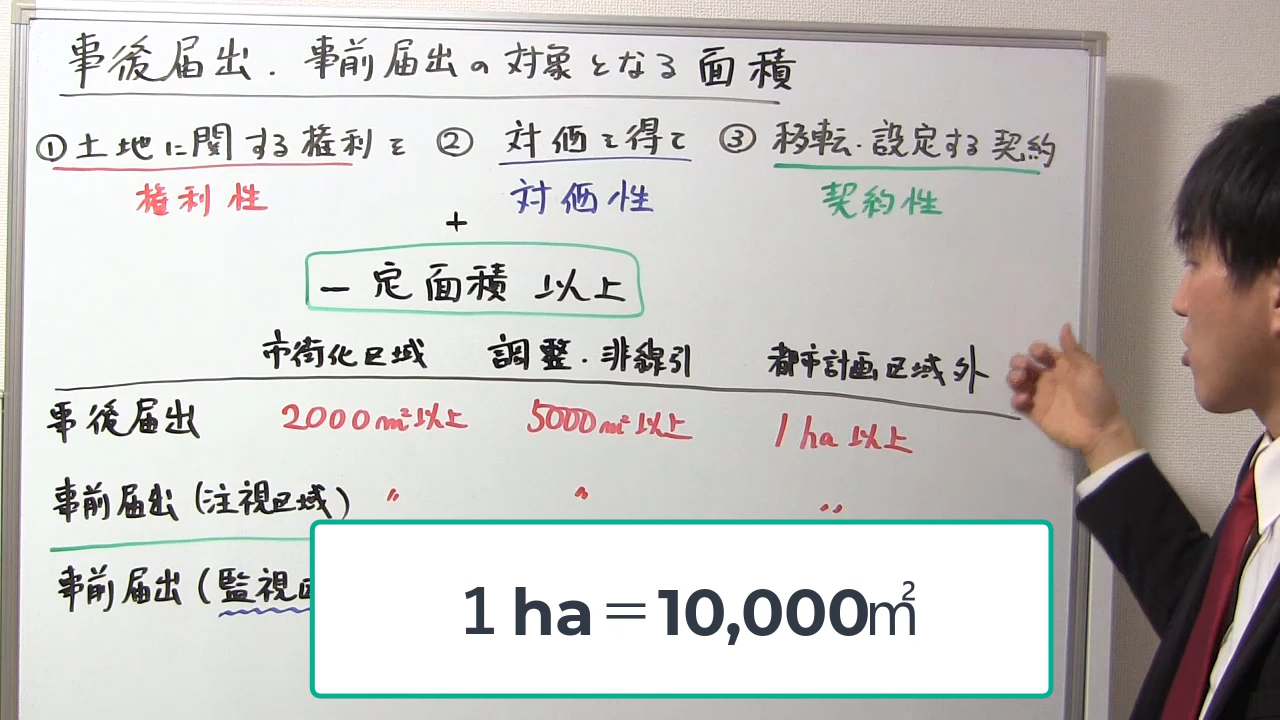 事後届出・事前届出の対象となる面積
①土地に関する権利を ②対価を得て ③移転・設定する契約
権利性 対価性 契約性
+
一定面積以上
市街化区域 調整・非線引 都市計画区域外
事後届出 2000㎡以上 5000㎡以上 1ha以上
事前届出(注視区域) 〃 〃 〃
事前届出(監視区
1ha＝10,000㎡